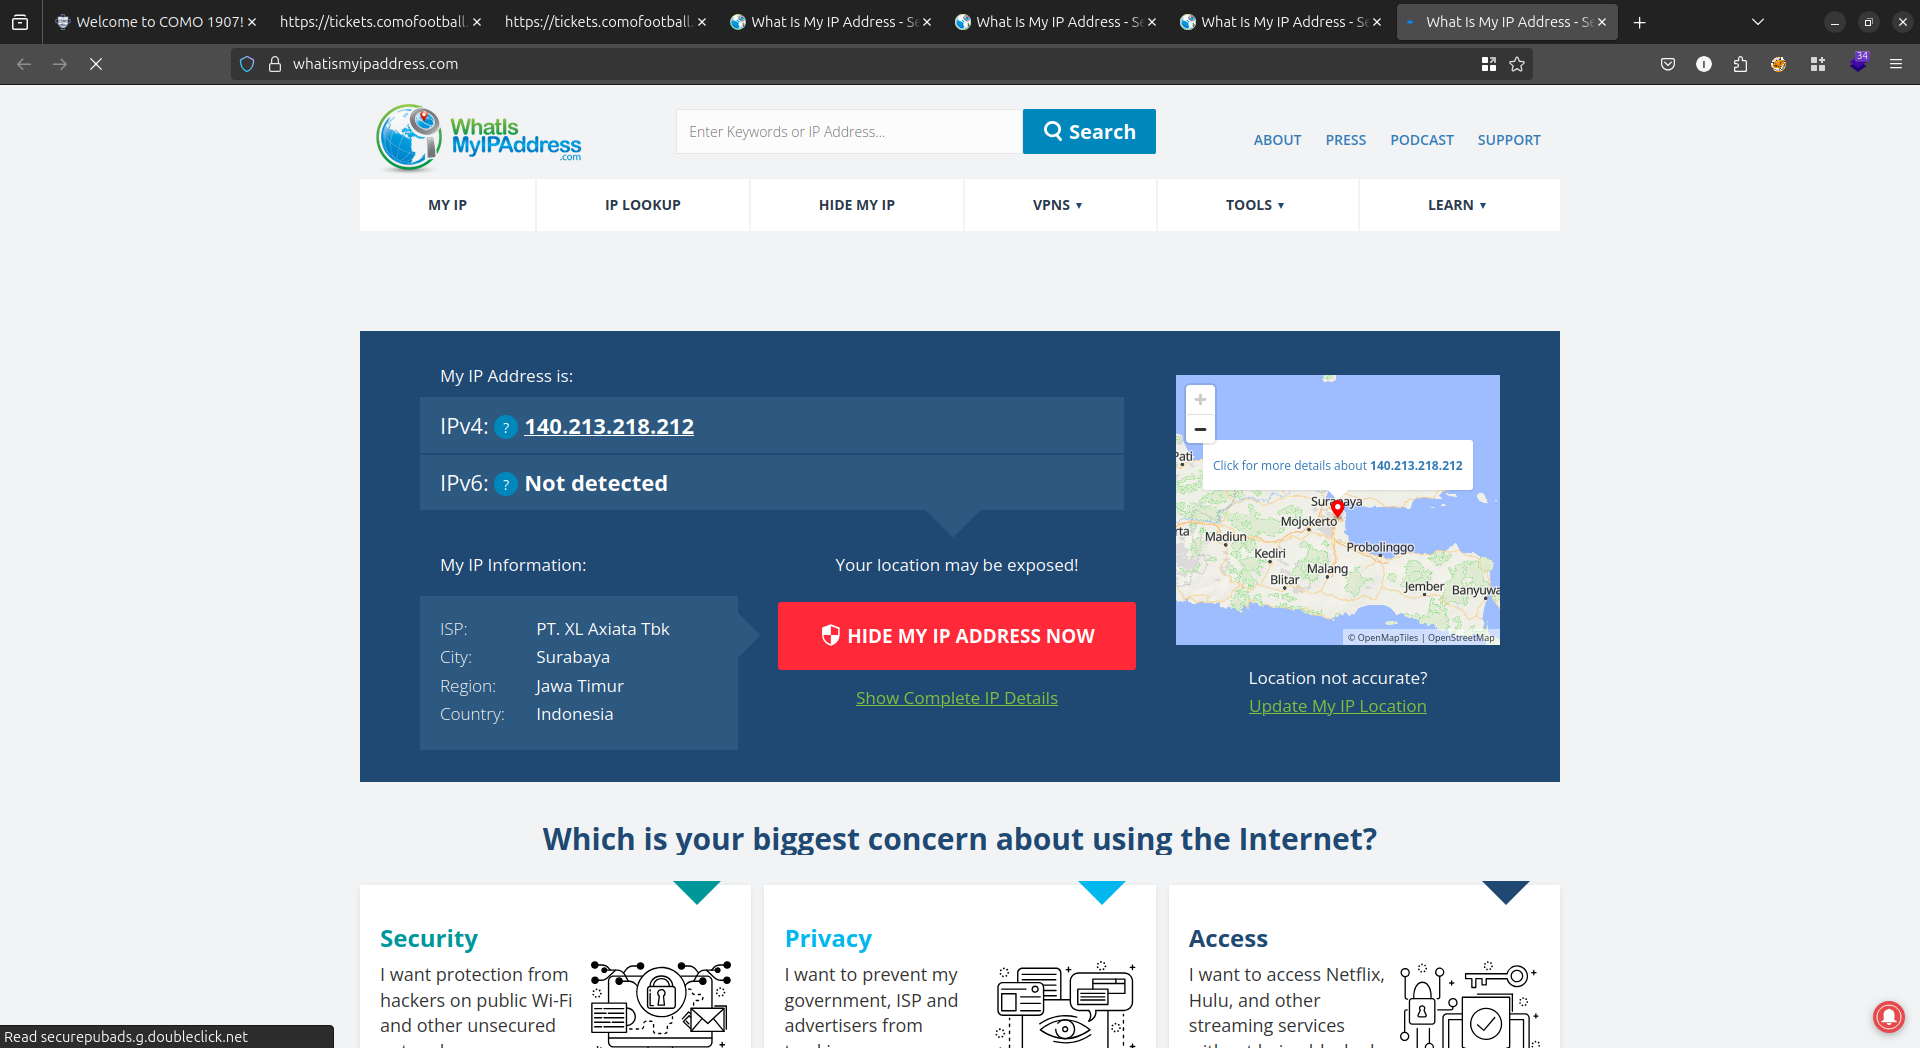 Welcome to COMO 1907!
https://tickets.comofootball.
https://tickets.comofootball.
What Is My IP Address - Se
What Is My IP Address - Se
What Is My IP Address - Se
What Is My IP Address - Se
whatismyipaddress.com
34
WhatIs
MyIPAddress
.com
Enter Keywords or IP Address...
Search
ABOUT
PRESS
PODCAST
SUPPORT
MY IP
IP LOOKUP
HIDE MY IP
VPNS ▾
TOOLS ▾
LEARN ▾
My IP Address is:
IPv4: ? 140.213.218.212
IPv6: ? Not detected
My IP Information:
ISP: PT. XL Axiata Tbk
City: Surabaya
Region: Jawa Timur
Country: Indonesia
Your location may be exposed!
HIDE MY IP ADDRESS NOW
Show Complete IP Details
+
−
Click for more details about 140.213.218.212
Pati
Surabaya
Mojokerto
rta
Madiun
Probolinggo
Kediri
Malang
Blitar
Jember
Banyuwa
© OpenMapTiles | OpenStreetMap
Location not accurate?
Update My IP Location
Which is your biggest concern about using the Internet?
Security
I want protection from
hackers on public Wi-Fi
and other unsecured
Privacy
I want to prevent my
government, ISP and
advertisers from
Access
I want to access Netflix,
Hulu, and other
streaming services
Read securepubads.g.doubleclick.net